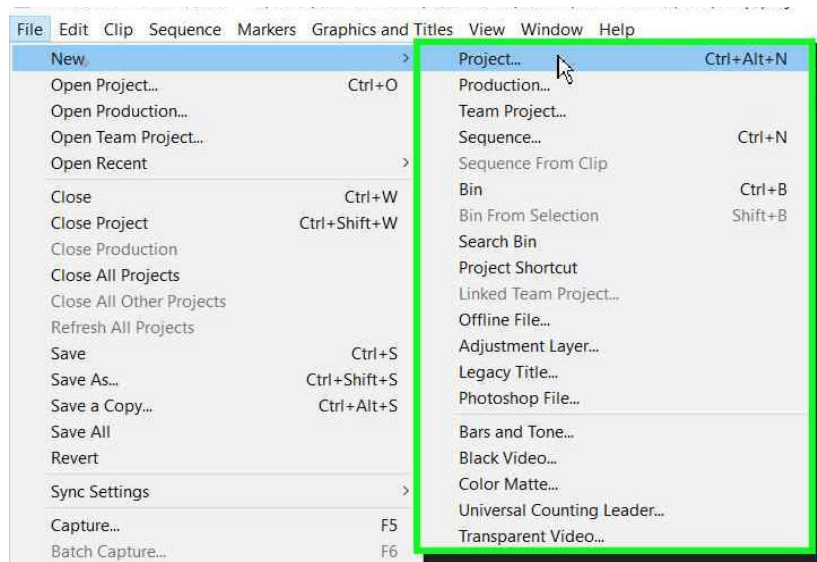 File Edit Clip Sequence Markers Graphics and Titles View Window Help
New >
Open Project... Ctrl+O
Open Production...
Open Team Project...
Open Recent >
Close Ctrl+W
Close Project Ctrl+Shift+W
Close Production
Close All Projects
Close All Other Projects
Refresh All Projects
Save Ctrl+S
Save As... Ctrl+Shift+S
Save a Copy... Ctrl+Alt+S
Save All
Revert
Sync Settings >
Capture... F5
Batch Capture... F6
Project... Ctrl+Alt+N
Production...
Team Project...
Sequence... Ctrl+N
Sequence From Clip
Bin Ctrl+B
Bin From Selection Shift+B
Search Bin
Project Shortcut
Linked Team Project...
Offline File...
Adjustment Layer...
Legacy Title...
Photoshop File...
Bars and Tone...
Black Video...
Color Matte...
Universal Counting Leader...
Transparent Video...